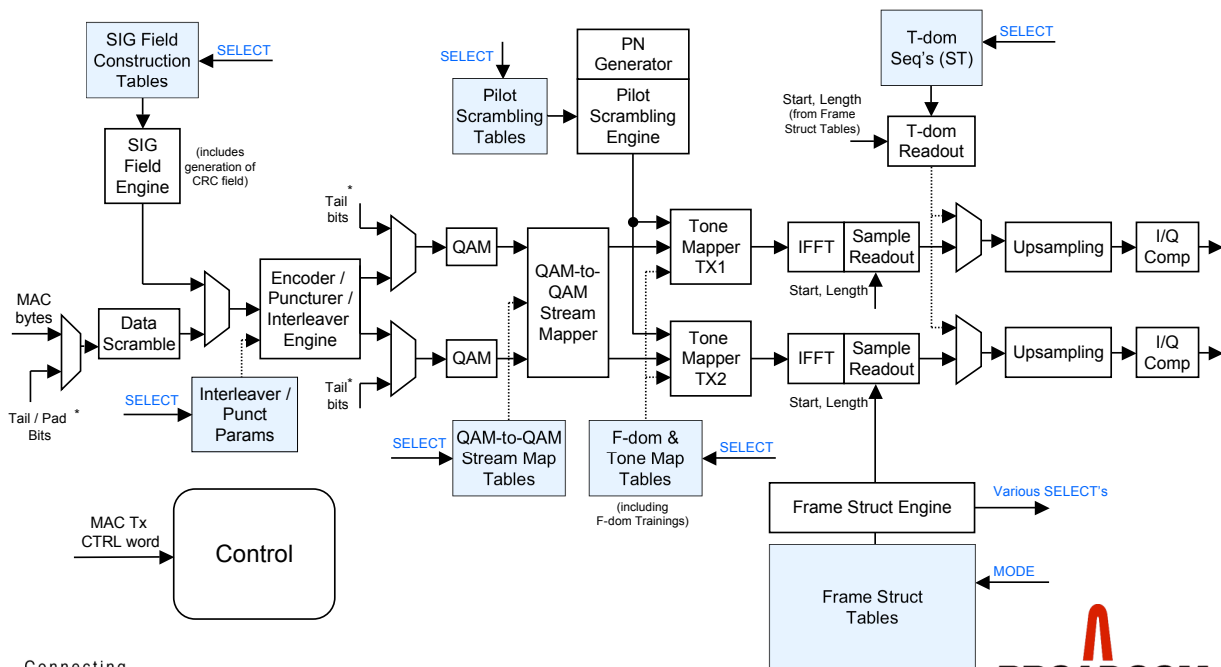 SIG Field
Construction
Tables
SELECT
SIG
Field
Engine
(includes
generation of
CRC field)
SELECT
Pilot
Scrambling
Tables
PN
Generator
Pilot
Scrambling
Engine
T-dom
Seq's (ST)
SELECT
Start, Length
(from Frame
Struct Tables)
T-dom
Readout
MAC
bytes
Tail / Pad *
Bits
Data
Scramble
Encoder /
Puncturer /
Interleaver
Engine
SELECT
Interleaver /
Punct
Params
Tail *
bits
Tail *
bits
QAM
QAM
QAM-to-
QAM
Stream
Mapper
SELECT
QAM-to-QAM
Stream Map
Tables
Tone
Mapper
TX1
Tone
Mapper
TX2
F-dom &
Tone Map
Tables
SELECT
(including
F-dom Trainings)
IFFT
Sample
Readout
Start, Length
IFFT
Sample
Readout
Start, Length
Upsampling
I/Q
Comp
Upsampling
I/Q
Comp
MAC Tx
CTRL word
Control
Frame Struct Engine
Various SELECT's
Frame Struct
Tables
MODE
Connecting